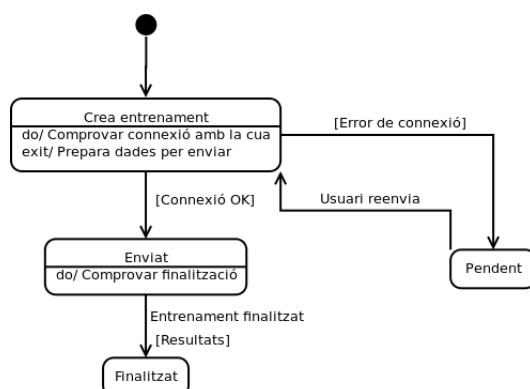 Crea entrenament
do/ Comprovar connexió amb la cua
exit/ Prepara dades per enviar
[Error de connexió]
[Connexió OK]
Usuari reenvia
Enviat
do/ Comprovar finalització
Pendent
Entrenament finalitzat
[Resultats]
Finalitzat